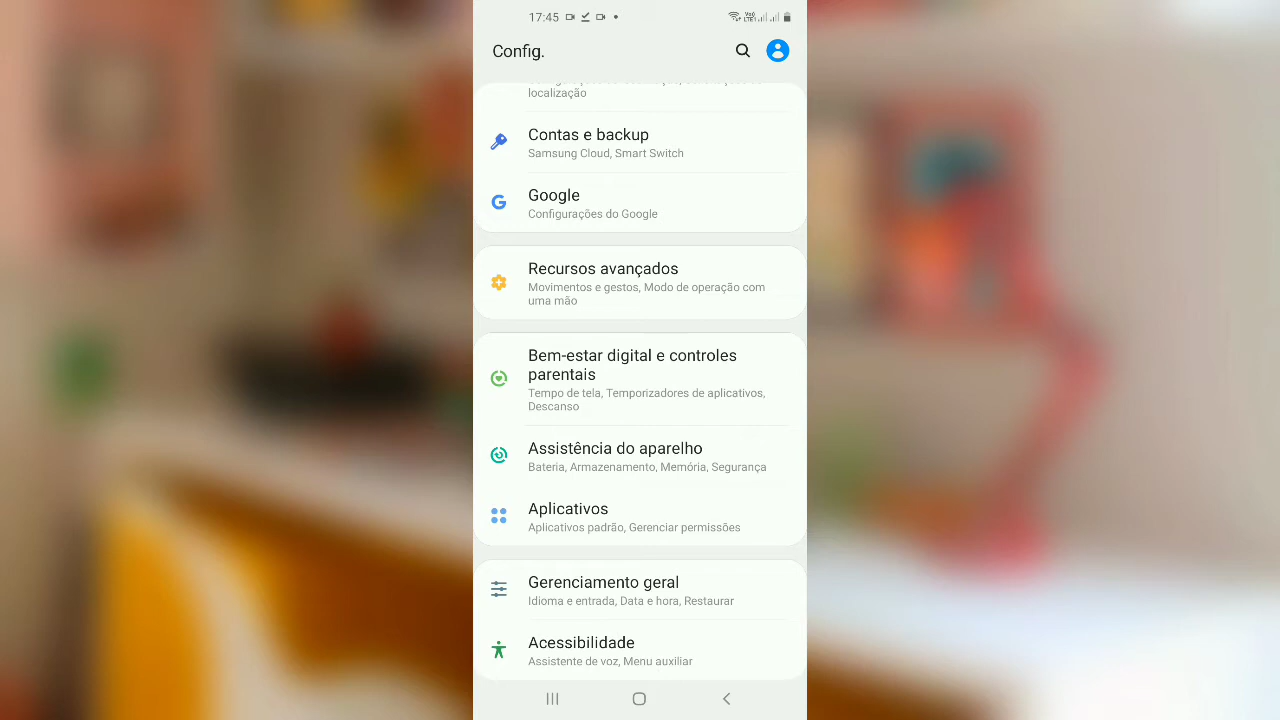 17:45
Config.
localização
Contas e backup
Samsung Cloud, Smart Switch
Google
Configurações do Google
Recursos avançados
Movimentos e gestos, Modo de operação com
uma mão
Bem-estar digital e controles
parentais
Tempo de tela, Temporizadores de aplicativos,
Descanso
Assistência do aparelho
Bateria, Armazenamento, Memória, Segurança
Aplicativos
Aplicativos padrão, Gerenciar permissões
Gerenciamento geral
Idioma e entrada, Data e hora, Restaurar
Acessibilidade
Assistente de voz, Menu auxiliar